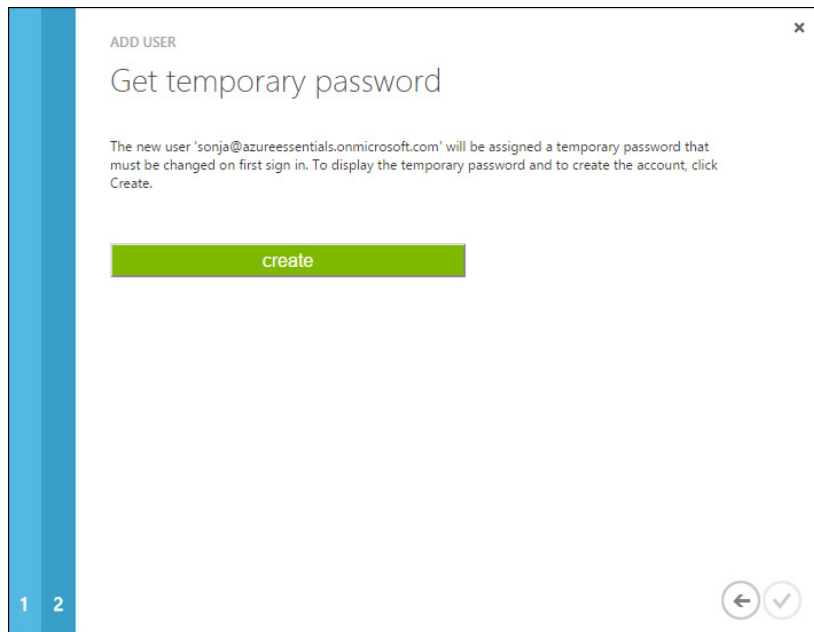 ADD USER
Get temporary password
The new user 'sonja@azureessentials.onmicrosoft.com' will be assigned a temporary password that
must be changed on first sign in. To display the temporary password and to create the account, click
Create.
create
1 2